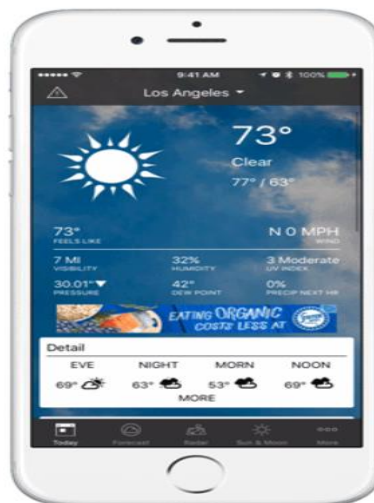 9:41 AM 100%
Los Angeles
73°
Clear
77° / 63°
73° N 0 MPH
FEELS LIKE WIND
7 MI 32% 3 Moderate
VISIBILITY HUMIDITY UV INDEX
30.01"▼ 42° 0%
PRESSURE DEW POINT PRECIP NEXT HR
EATING ORGANIC
COSTS LESS AT
Detail
EVE NIGHT MORN NOON
69° 63° 53° 69°
MORE
Today Forecast Radar Sun & Moon More